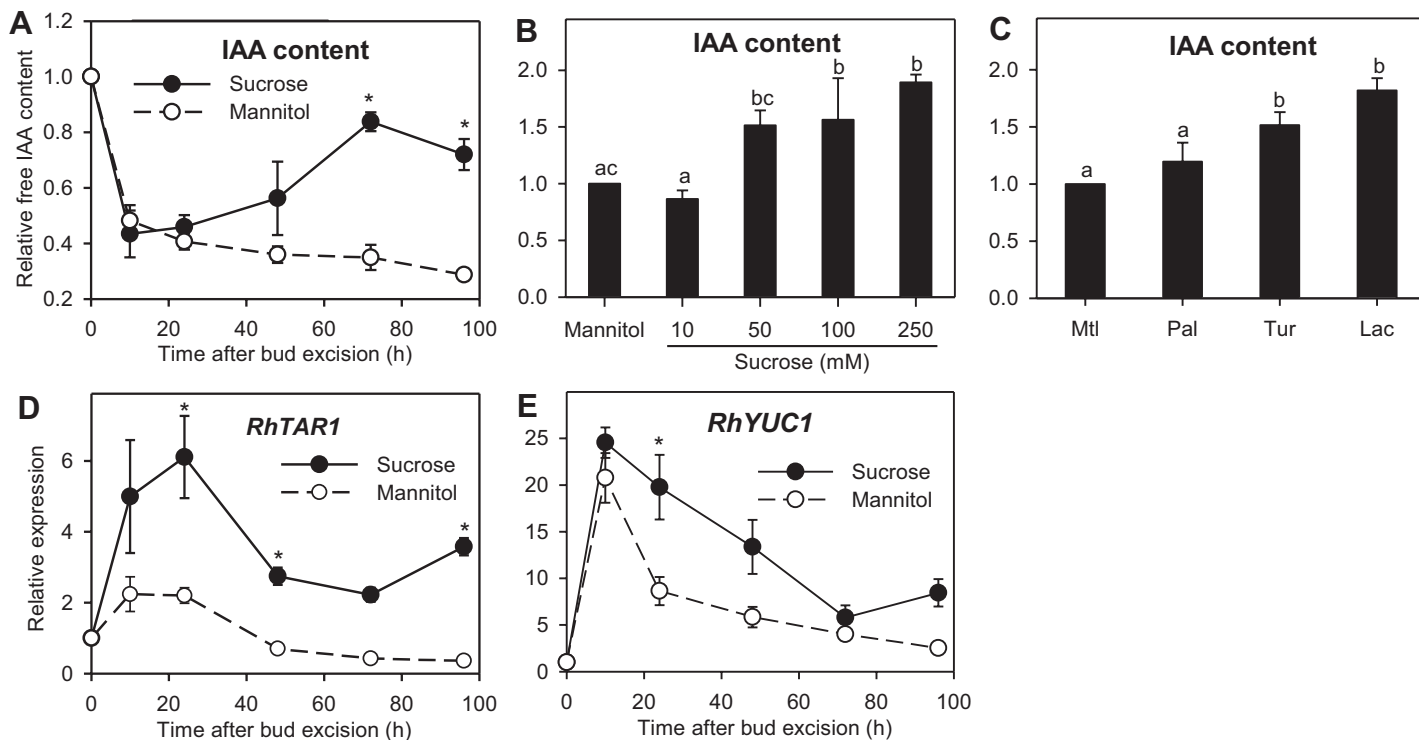 A
IAA content
Relative free IAA content
1.2
1.0
0.8
0.6
0.4
0.2
Sucrose
Mannitol
*
*
0 20 40 60 80 100
Time after bud excision (h)
B
IAA content
2.0
1.5
1.0
0.5
0.0
ac
a
bc
b
b
Mannitol 10 50 100 250
Sucrose (mM)
C
IAA content
2.0
1.5
1.0
0.5
0.0
a
a
b
b
Mtl Pal Tur Lac
D
RhTAR1
Relative expression
6
4
2
0
Sucrose
Mannitol
*
*
*
0 20 40 60 80 100
Time after bud excision (h)
E
RhYUC1
25
20
15
10
5
0
Sucrose
Mannitol
*
0 20 40 60 80 100
Time after bud excision (h)